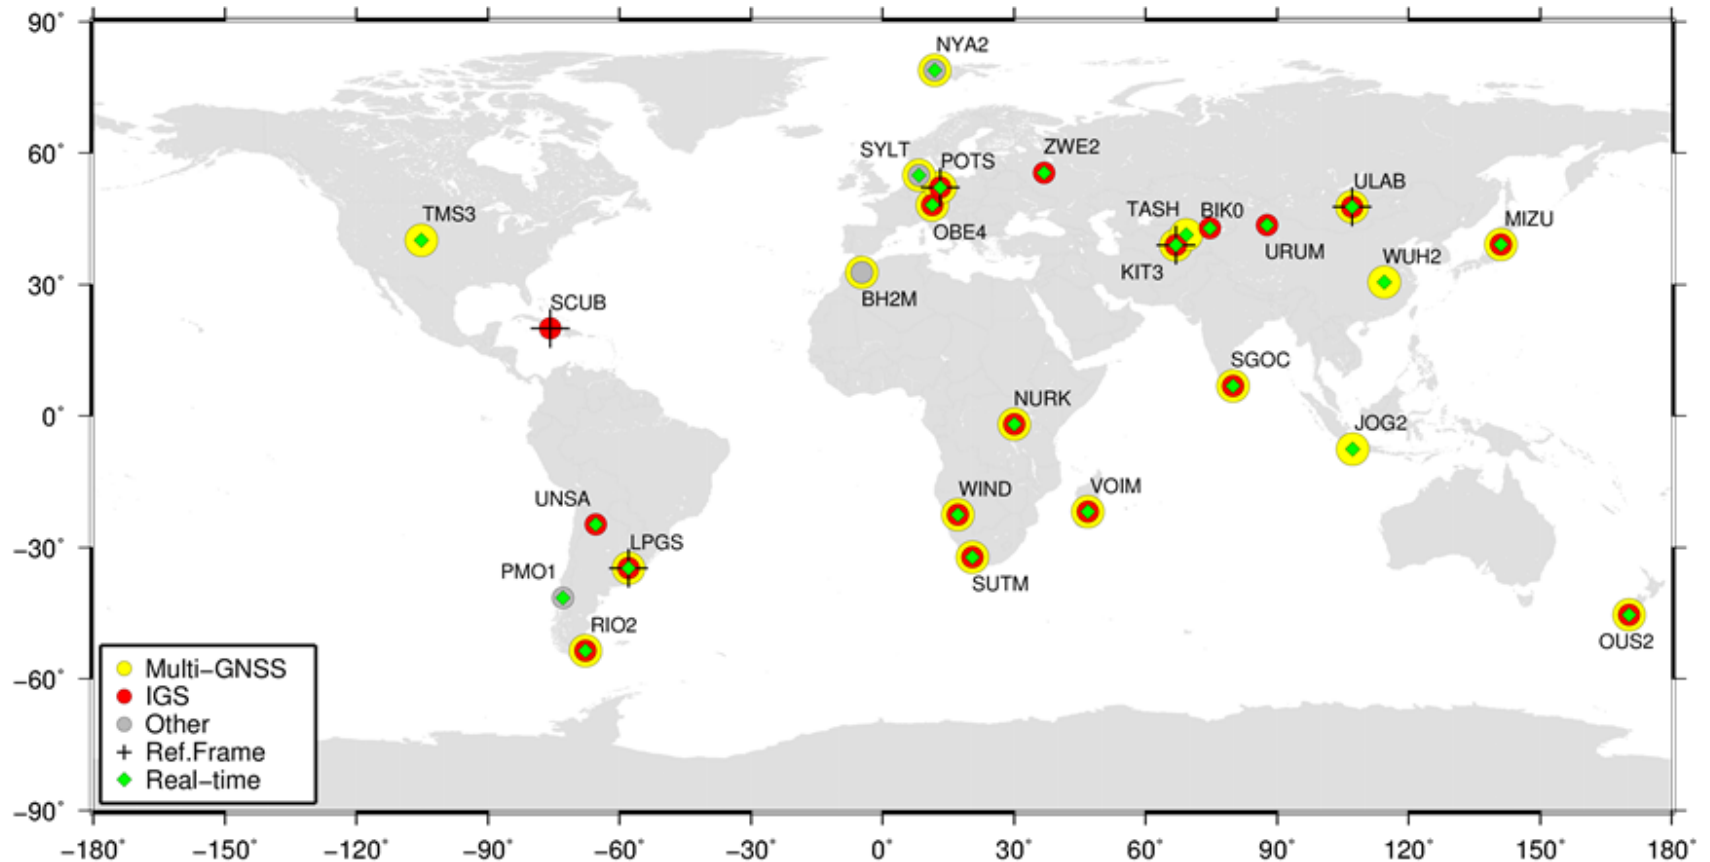 90°
60°
30°
0°
−30°
−60°
−90°
NYA2
SYLT
POTS
ZWE2
OBE4
TMS3
TASH
BIK0
ULAB
MIZU
KIT3
URUM
WUH2
BH2M
SCUB
SGOC
NURK
JOG2
WIND
VOIM
UNSA
LPGS
SUTM
PMO1
RIO2
OUS2
Multi−GNSS
IGS
Other
Ref.Frame
Real−time
−180° −150° −120° −90° −60° −30° 0° 30° 60° 90° 120° 150° 180°